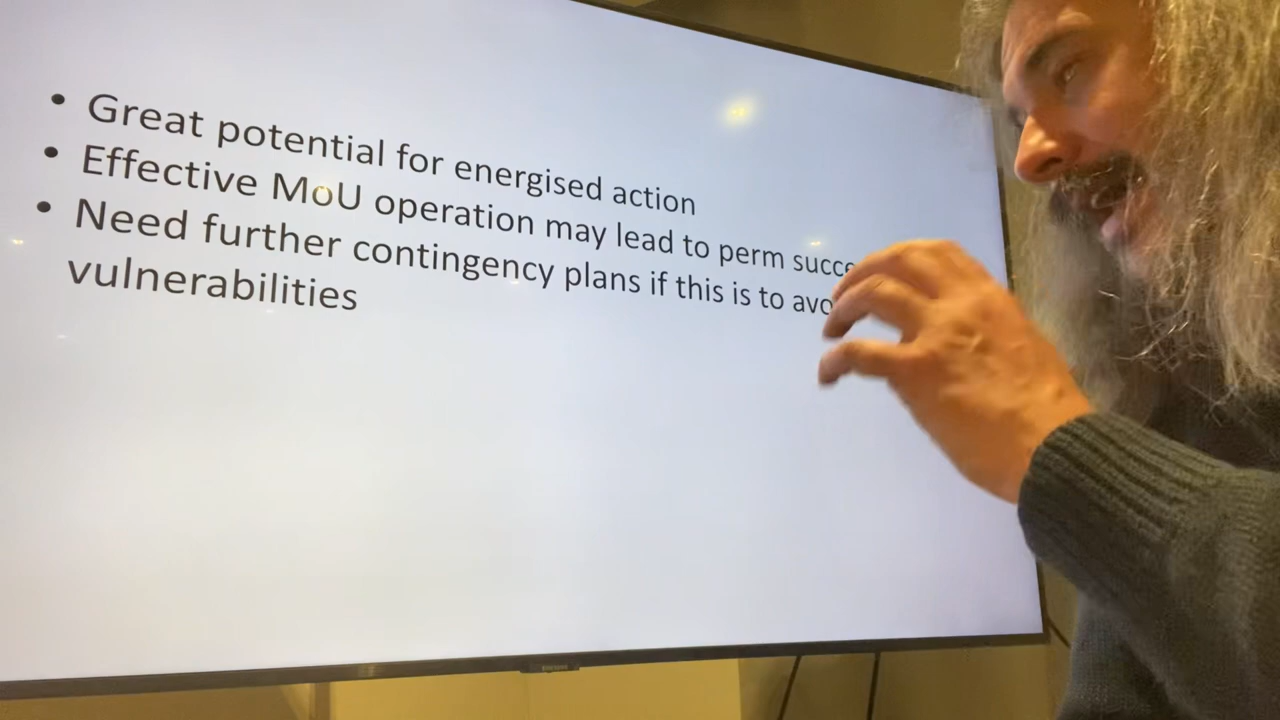 • Great potential for energised action
• Effective MoU operation may lead to perm
• Need further contingency plans if this is to
vulnerabilities